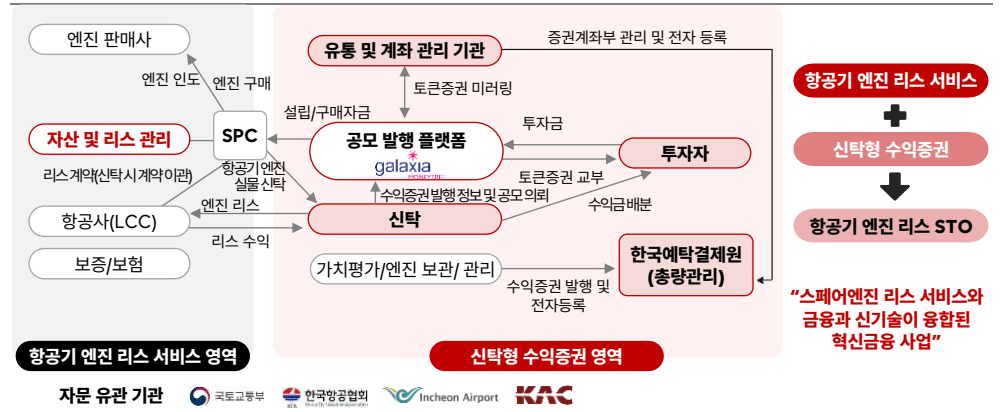 엔진 판매사
엔진 인도
엔진 구매
자산 및 리스 관리
SPC
리스 계약(신탁 시 계약 이관)
항공기 엔진
실물 신탁
항공사(LCC)
엔진 리스
리스 수익
보증/보험
항공기 엔진 리스 서비스 영역
유통 및 계좌 관리 기관
증권계좌부 관리 및 전자 등록
토큰증권 미러링
설립/구매자금
공모 발행 플랫폼
galaxia
MONEYTREE
투자금
투자자
토큰증권 교부
수익증권 발행 정보 및 공모 의뢰
수익금 배분
신탁
가치평가/엔진 보관/ 관리
수익증권 발행 및
전자등록
한국예탁결제원
(총량관리)
신탁형 수익증권 영역
항공기 엔진 리스 서비스
신탁형 수익증권
항공기 엔진 리스 STO
“스페어엔진 리스 서비스와
금융과 신기술이 융합된
혁신금융 사업”
자문 유관 기관
국토교통부
한국항공협회
Incheon Airport
KAC